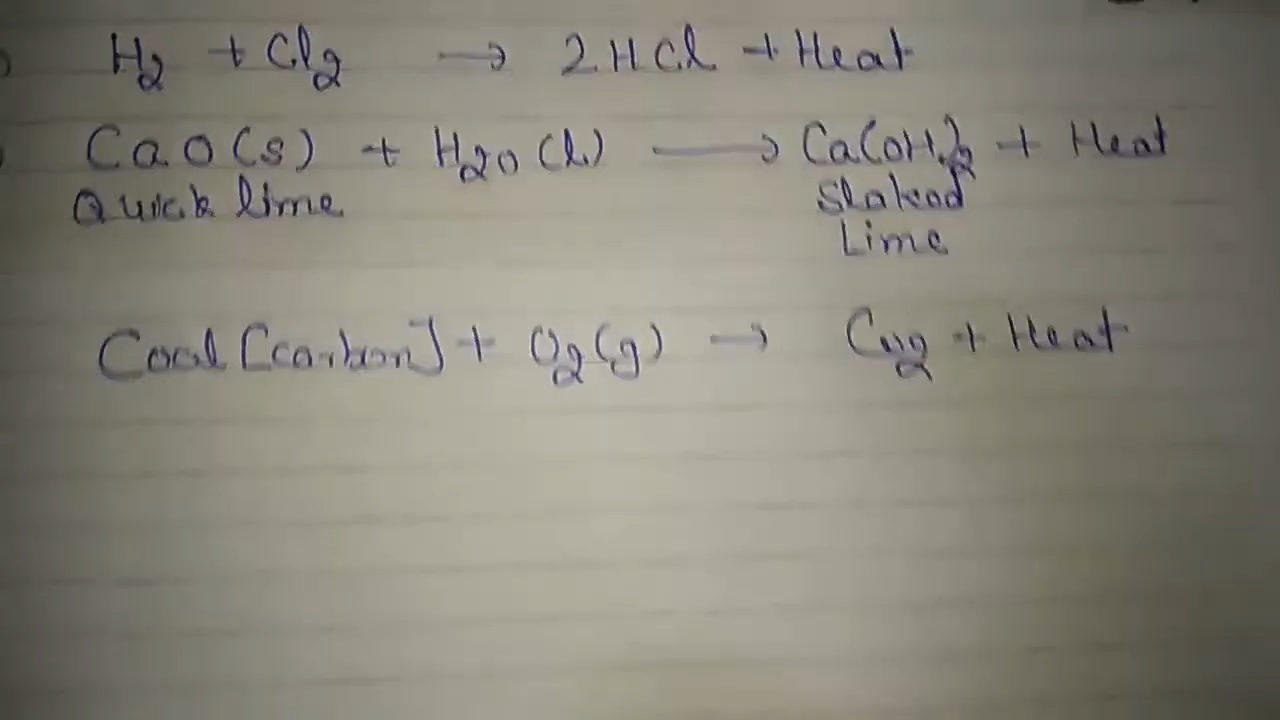 H2 + Cl2 → 2HCl + Heat
CaO(s) + H2O(l) → Ca(OH)2 + Heat
Quick lime Slaked
Lime
Coal [carbon] + O2(g) → CO2 + Heat